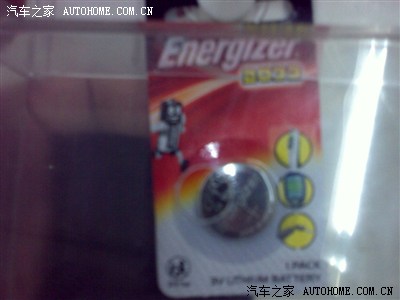 汽车之家 AUTOHOME.COM.CN
Energizer
1 PACK
3V LITHIUM BATTERY
汽车之家 AUTOHOME.COM.CN